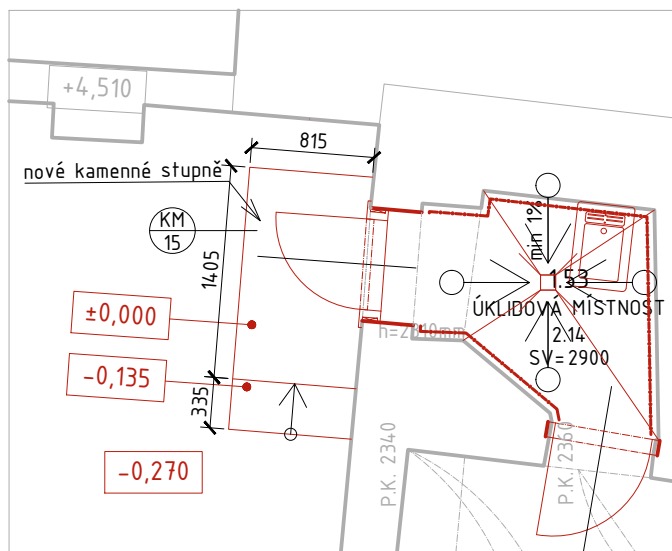 +4,510
815
nové kamenné stupně
KM
15
min 1%
1405
1.53
ÚKLIDOVÁ MÍSTNOST
2.14
SV=2900
±0,000
-0,135
335
-0,270
P.K. 2340
P.K. 2360